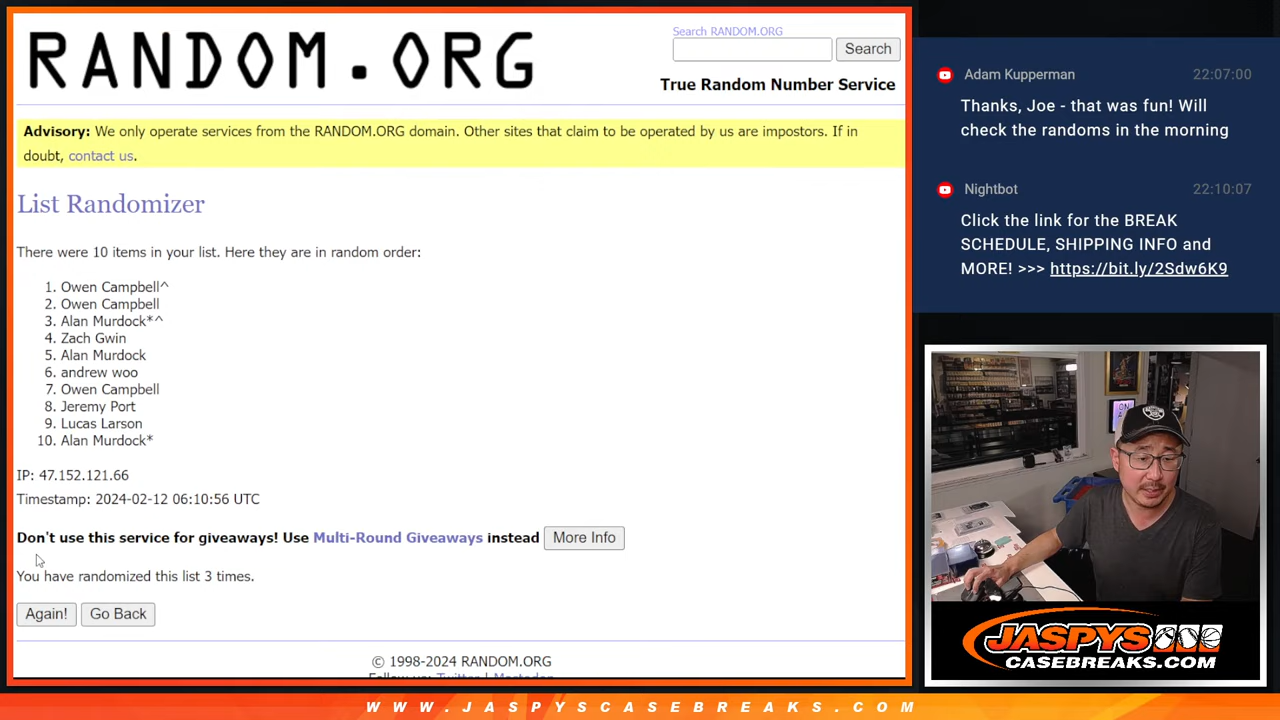 RANDOM.ORG
Search RANDOM.ORG
Search
True Random Number Service
Advisory: We only operate services from the RANDOM.ORG domain. Other sites that claim to be operated by us are impostors. If in
doubt, contact us.
List Randomizer
There were 10 items in your list. Here they are in random order:
1. Owen Campbell^
2. Owen Campbell
3. Alan Murdock*^
4. Zach Gwin
5. Alan Murdock
6. andrew woo
7. Owen Campbell
8. Jeremy Port
9. Lucas Larson
10. Alan Murdock*
IP: 47.152.121.66
Timestamp: 2024-02-12 06:10:56 UTC
Don't use this service for giveaways! Use Multi-Round Giveaways instead More Info
You have randomized this list 3 times.
Again! Go Back
© 1998-2024 RANDOM.ORG
Follow us: Twitter | Mastodon
Adam Kupperman 22:07:00
Thanks, Joe - that was fun! Will
check the randoms in the morning
Nightbot 22:10:07
Click the link for the BREAK
SCHEDULE, SHIPPING INFO and
MORE! >>> https://bit.ly/2Sdw6K9
JASPYS
CASEBREAKS.COM
WWW.JASPYSCASEBREAKS.COM